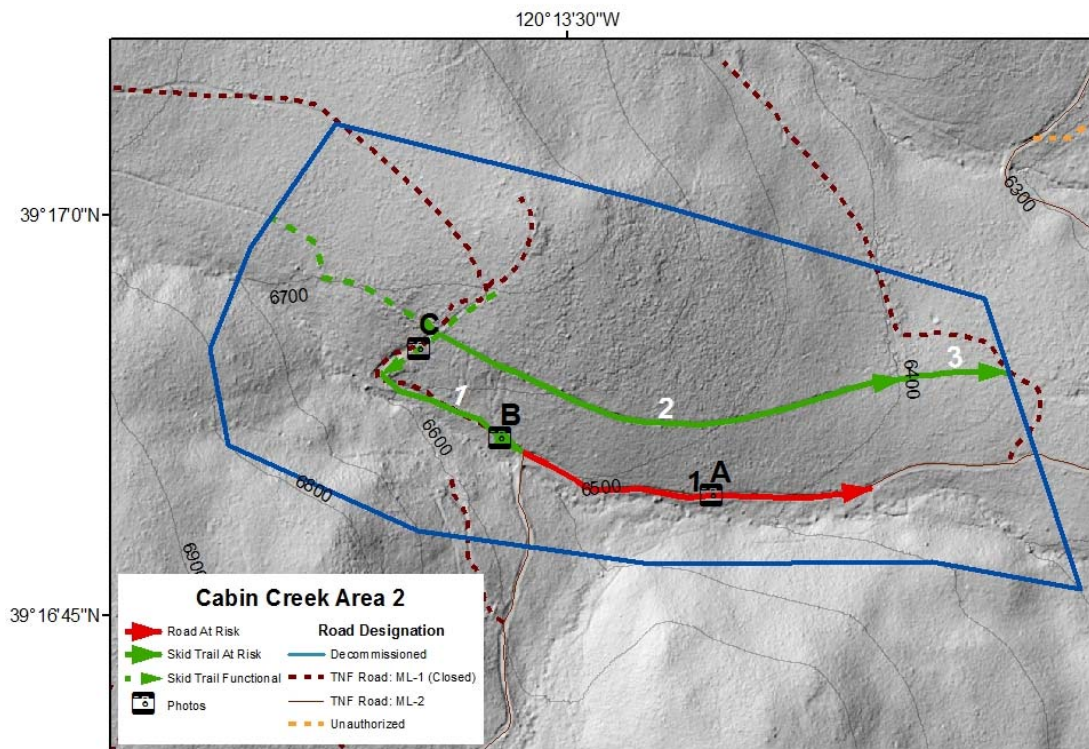 120°13'30"W
39°17'0"N
6300
6700
C
3
6400
1
2
B
6600
A
1
6500
6800
6900
39°16'45"N
Cabin Creek Area 2
Road At Risk
Skid Trail At Risk
Skid Trail Functional
Photos
Road Designation
Decommissioned
TNF Road: ML-1 (Closed)
TNF Road: ML-2
Unauthorized